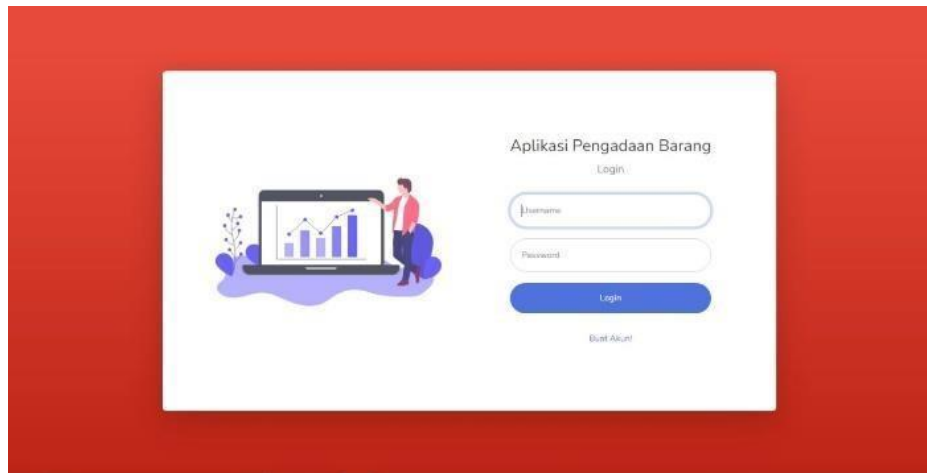 Aplikasi Pengadaan Barang
Login
Username
Password
Login
Buat Akun!